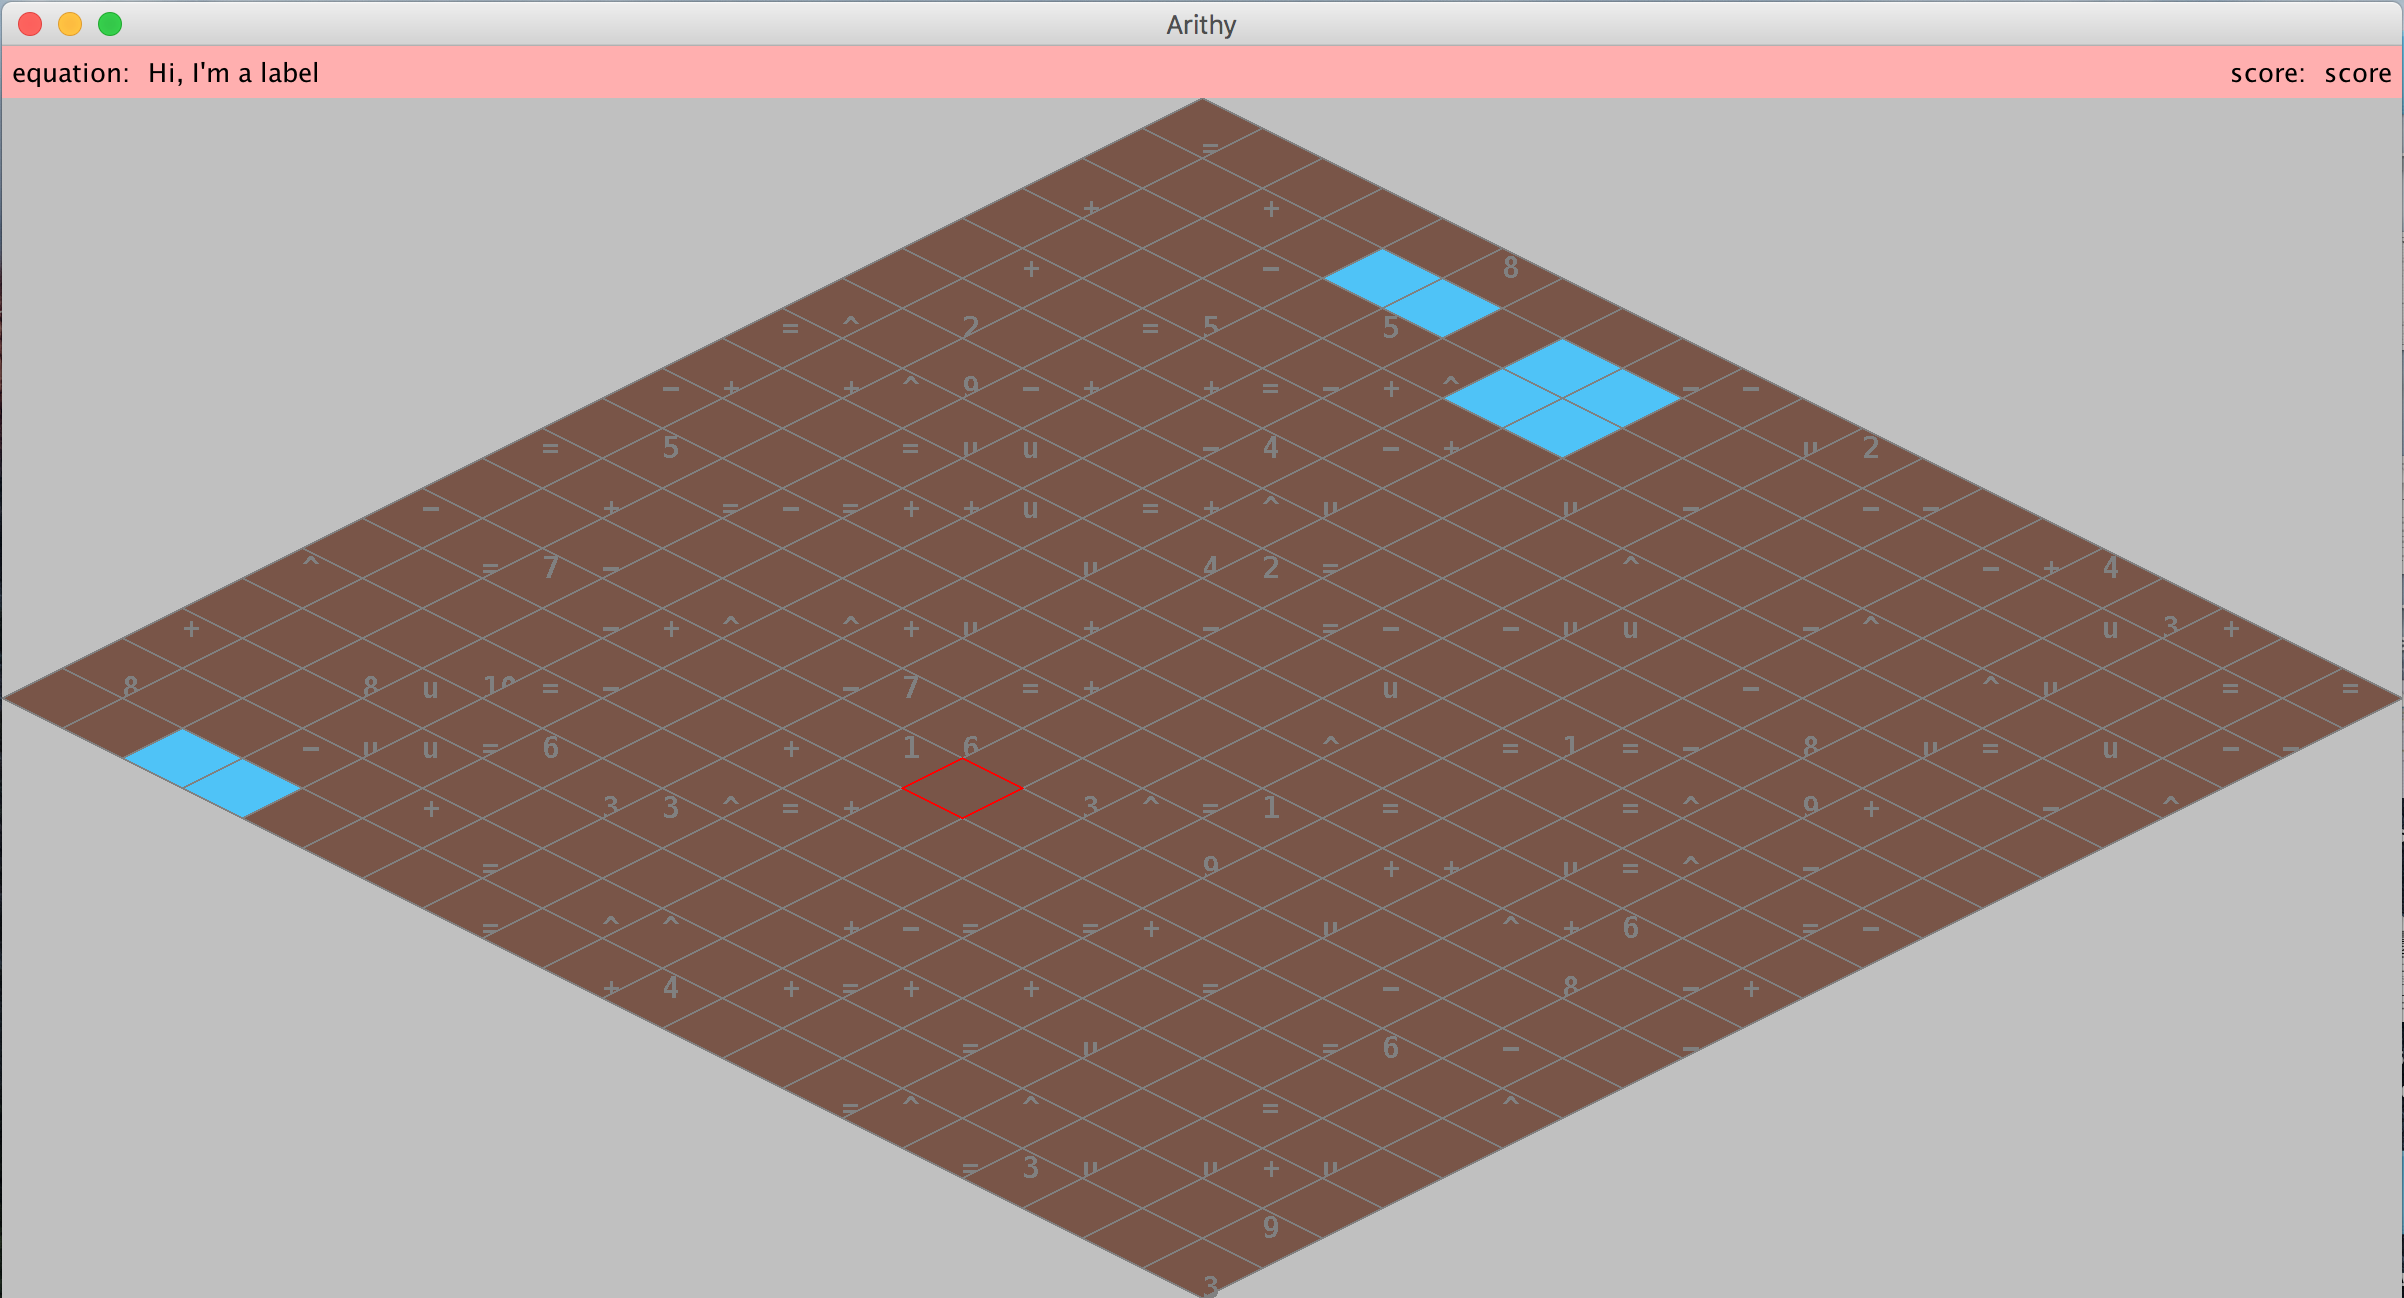 Arithy
equation: Hi, I'm a label score: score
=
+ +
+ − 8
= ^ 2 = 5 5
− + + ^ 9 − + + = − + ^ − −
= 5 = µ u − 4 − + µ 2
− + = − = + + u = + ^ µ µ − − −
^ = 7 − µ 4 2 = ^ − + 4
+ − + ^ ^ + µ + − = − − µ u − ^ u 3 +
8 8 u 10 = − − 7 = + u − ^ µ = =
− µ u = 6 + 1 6 ^ = 1 = − 8 µ = u − −
+ 3 3 ^ = + 3 ^ = 1 = = ^ 9 + − ^
= 9 + + µ = ^ −
= ^ ^ + − = = + µ ^ + 6 = −
+ 4 + = + + = − 8 − +
= µ = 6 − −
= ^ ^ = ^
= 3 µ µ + µ
9
3